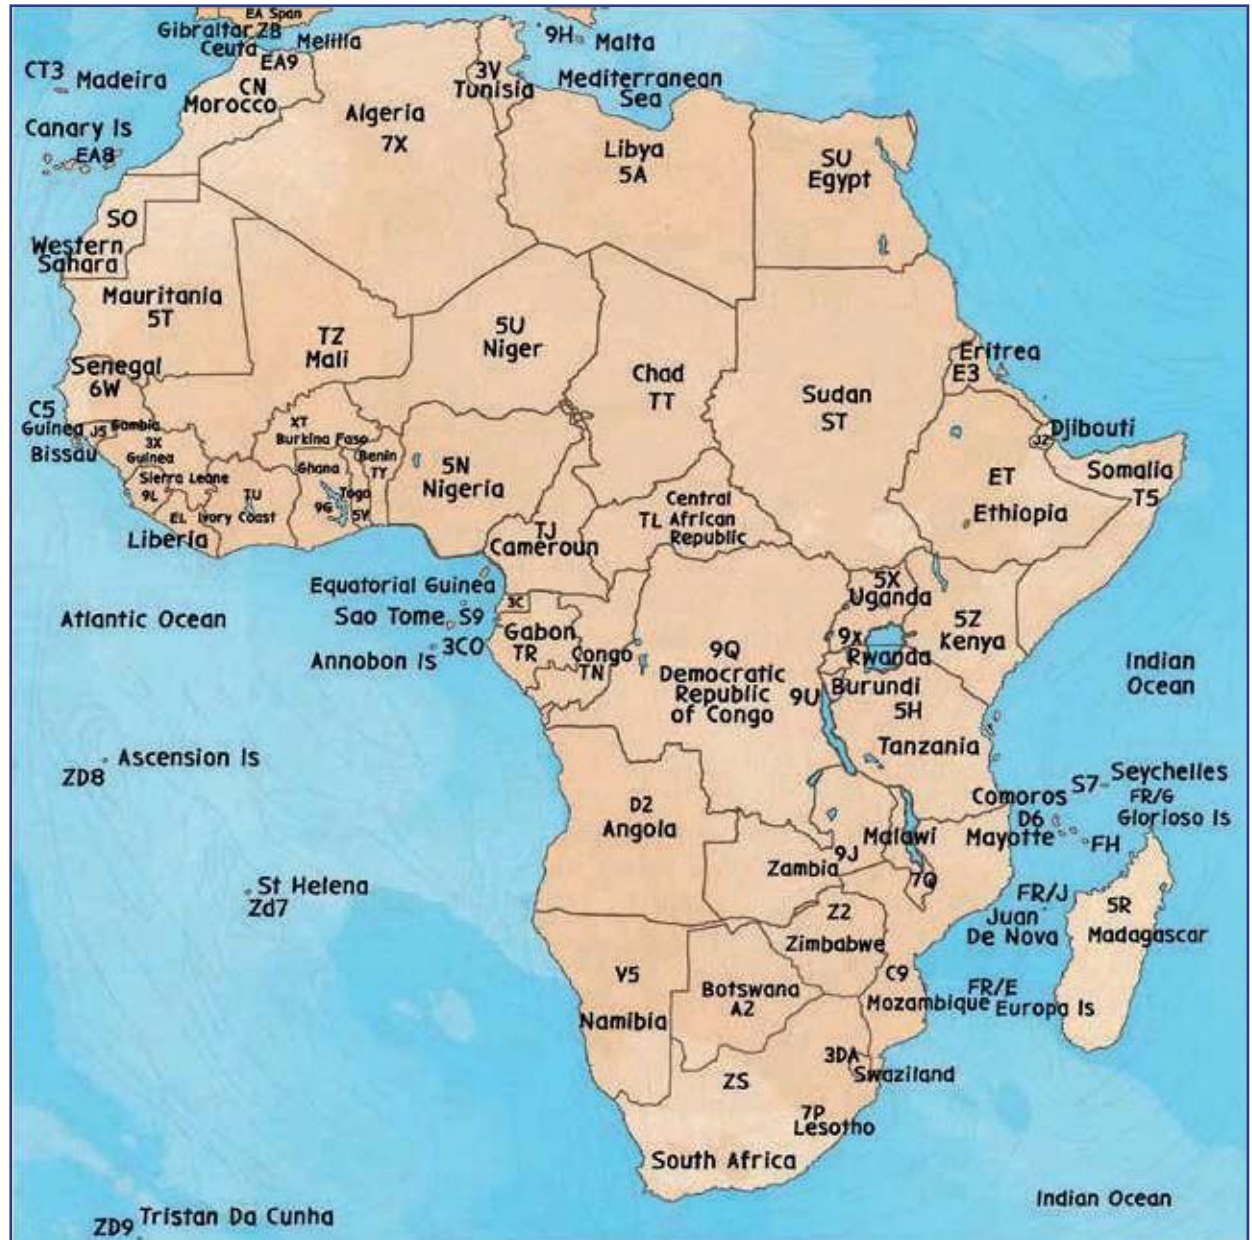 EA Span
Gibraltar ZB
Ceuta
Melilla
EA9
9H
Malta
CT3
Madeira
CN
Morocco
3V
Tunisia
Mediterranean
Sea
Algeria
7X
Canary Is
EA8
Libya
5A
SU
Egypt
SO
Western
Sahara
Mauritania
5T
TZ
Mali
5U
Niger
Chad
TT
Sudan
ST
Eritrea
E3
Senegal
6W
C5
Guinea
J5
Gambia
Bissau
3X
Guinea
XT
Burkina Faso
Benin
TY
Djibouti
J2
Somalia
T5
5N
Nigeria
Ghana
Togo
9G
5V
Sierra Leone
9L
TU
EL
Ivory Coast
Liberia
ET
Ethiopia
Central
TL African
Republic
TJ
Cameroun
Equatorial Guinea
3C
Sao Tome
S9
Annobon Is
3CO
Gabon
TR
Congo
TN
Atlantic Ocean
5X
Uganda
5Z
Kenya
9X
Rwanda
9Q
Democratic
Republic
of Congo
9U
Burundi
5H
Tanzania
Indian
Ocean
Ascension Is
ZD8
S7
Seychelles
Comoros
D6
FR/G
Glorioso Is
Mayotte
FH
D2
Angola
Malawi
9J
Zambia
7Q
St Helena
Zd7
FR/J
Juan
De Nova
5R
Madagascar
Z2
Zimbabwe
C9
Mozambique
FR/E
Europa Is
V5
Namibia
Botswana
A2
3DA
Swaziland
ZS
7P
Lesotho
South Africa
Indian Ocean
ZD9
Tristan Da Cunha